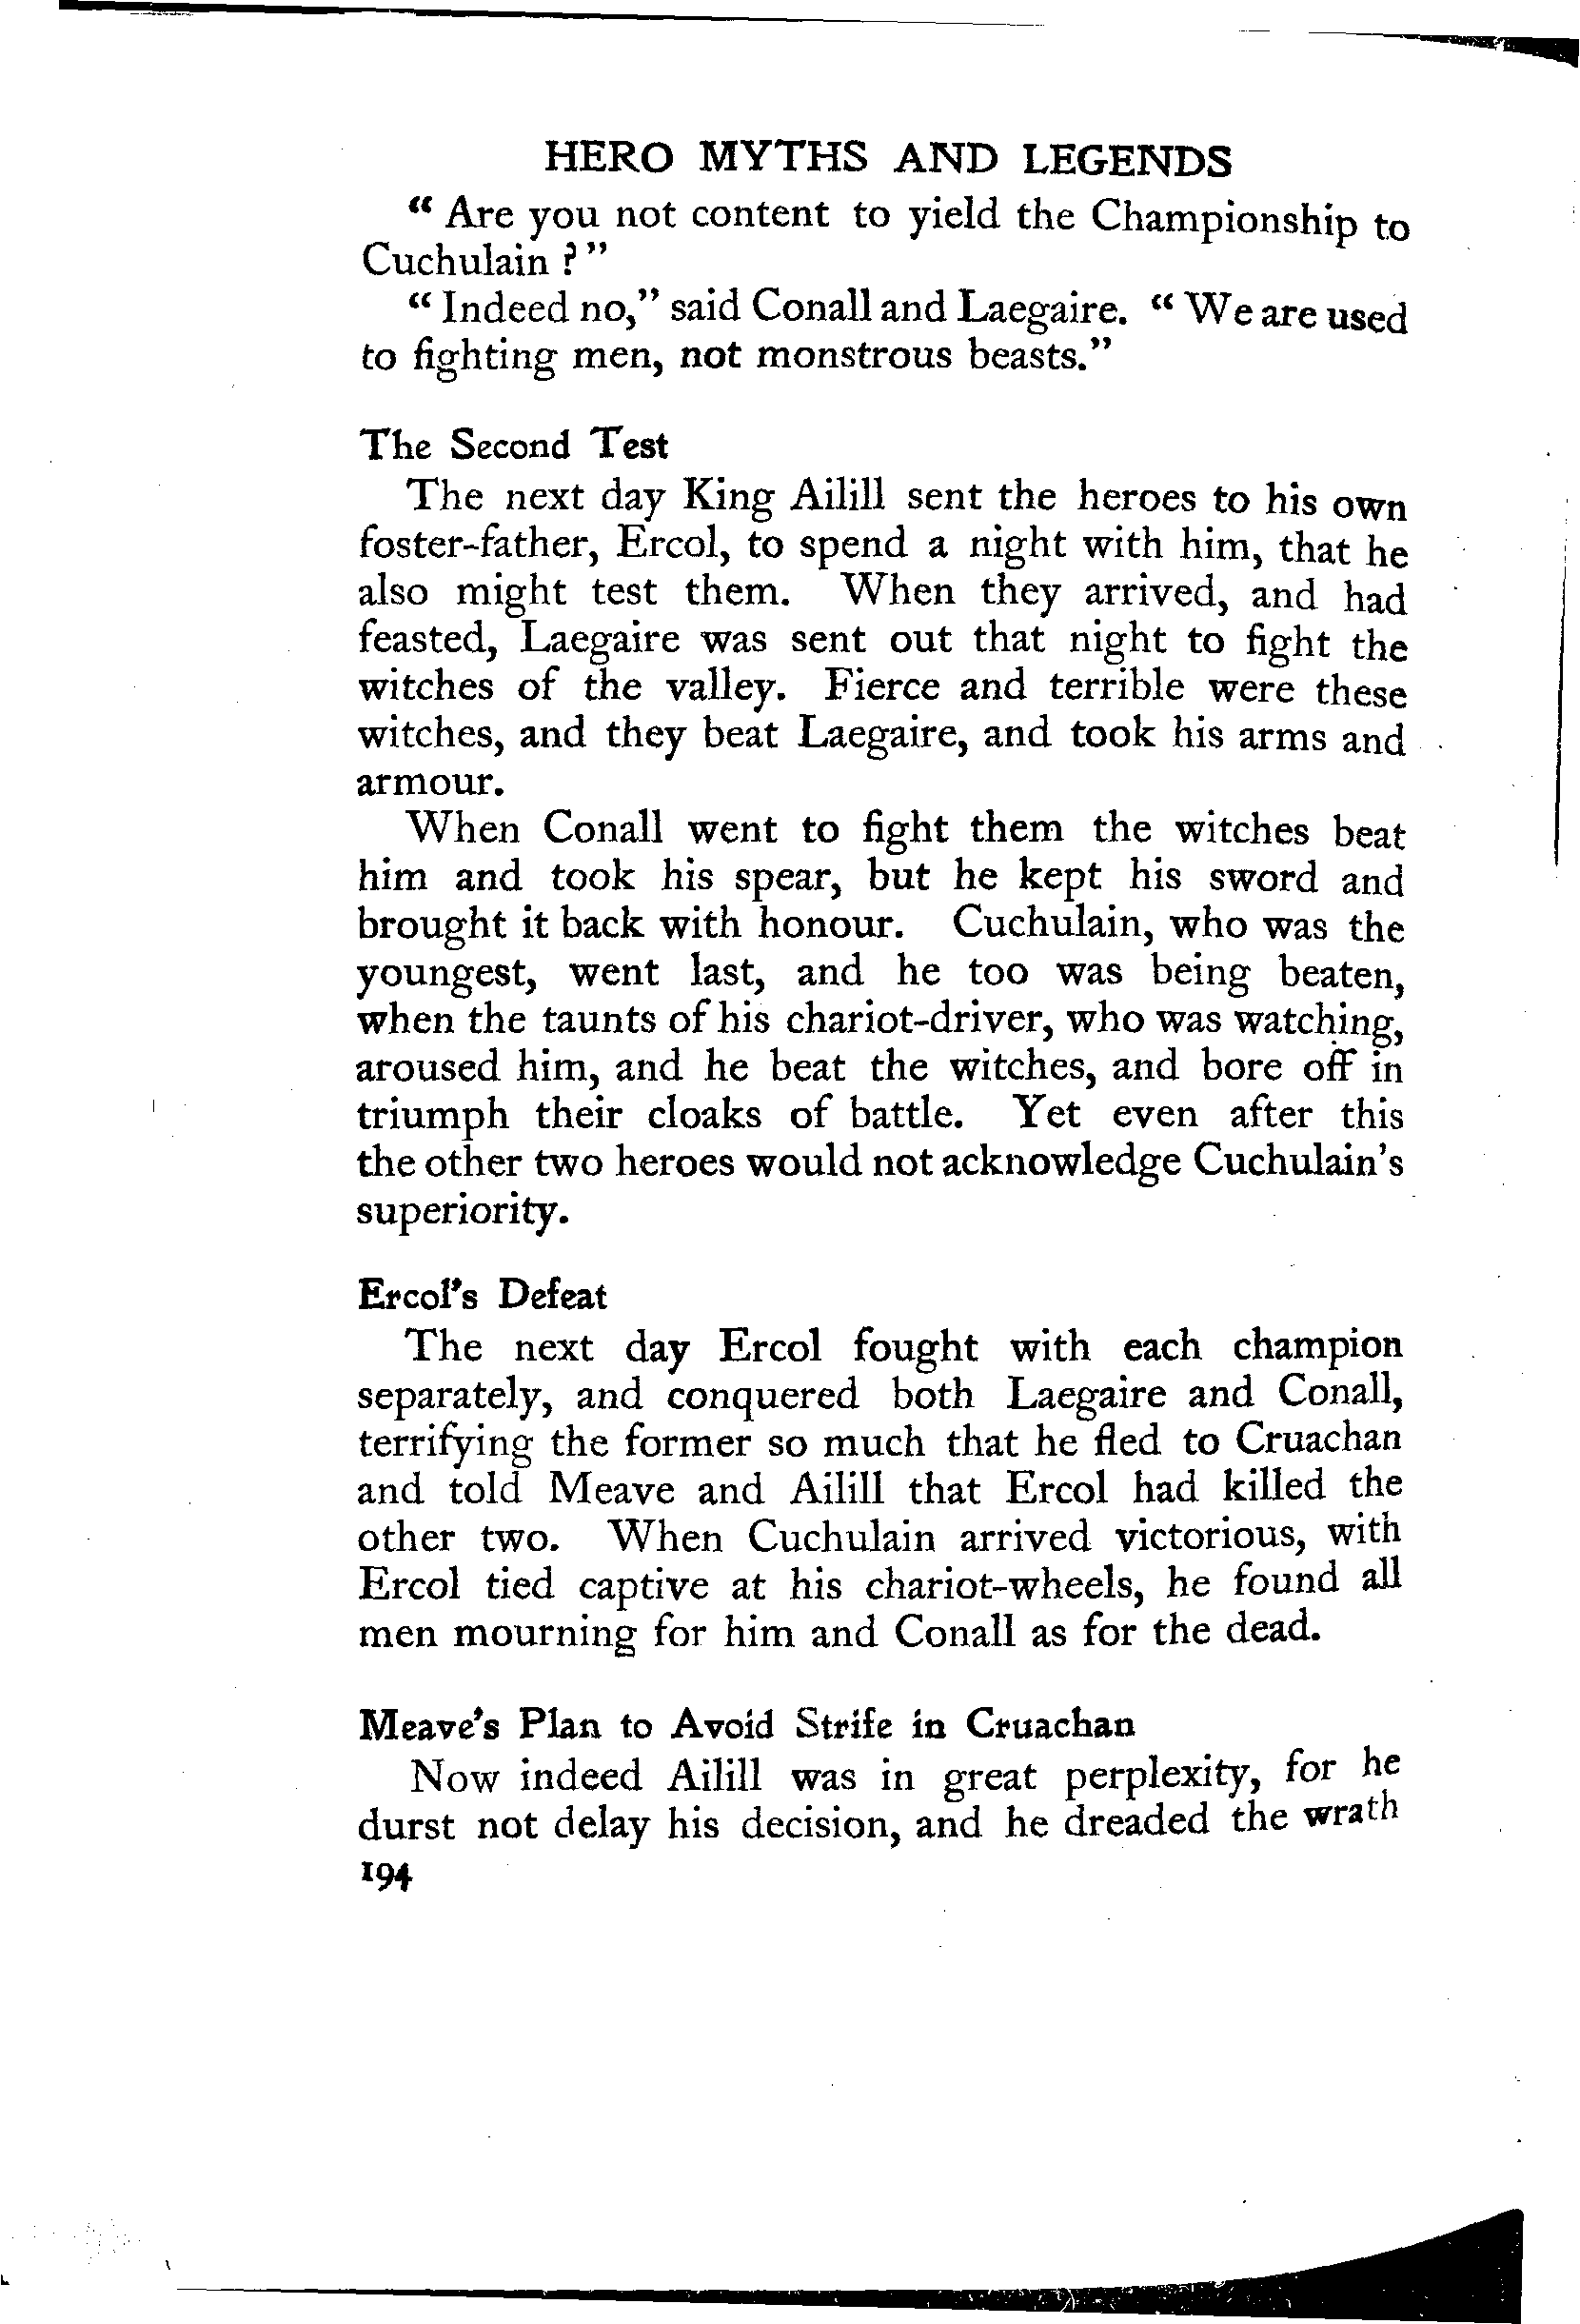 HERO MYTHS AND LEGENDS
“ Are you not content to yield the Championship to
Cuchulain ? ”
“ Indeed no,” said Conall and Laegaire. “ We are used
to fighting men, not monstrous beasts.”
The Second Test
The next day King Ailill sent the heroes to his own
foster-father, Ercol, to spend a night with him, that he
also might test them. When they arrived, and had
feasted, Laegaire was sent out that night to fight the
witches of the valley. Fierce and terrible were these
witches, and they beat Laegaire, and took his arms and
armour.
When Conall went to fight them the witches beat
him and took his spear, but he kept his sword and
brought it back with honour. Cuchulain, who was the
youngest, went last, and he too was being beaten,
when the taunts of his chariot-driver, who was watching,
aroused him, and he beat the witches, and bore off in
triumph their cloaks of battle. Yet even after this
the other two heroes would not acknowledge Cuchulain’s
superiority.
Ercol’s Defeat
The next day Ercol fought with each champion
separately, and conquered both Laegaire and Conall,
terrifying the former so much that he fled to Cruachan
and told Meave and Ailill that Ercol had killed the
other two. When Cuchulain arrived victorious, with
Ercol tied captive at his chariot-wheels, he found all
men mourning for him and Conall as for the dead.
Meave’s Plan to Avoid Strife in Cruachan
Now indeed Ailill was in great perplexity, for he
durst not delay his decision, and he dreaded the wrath
194